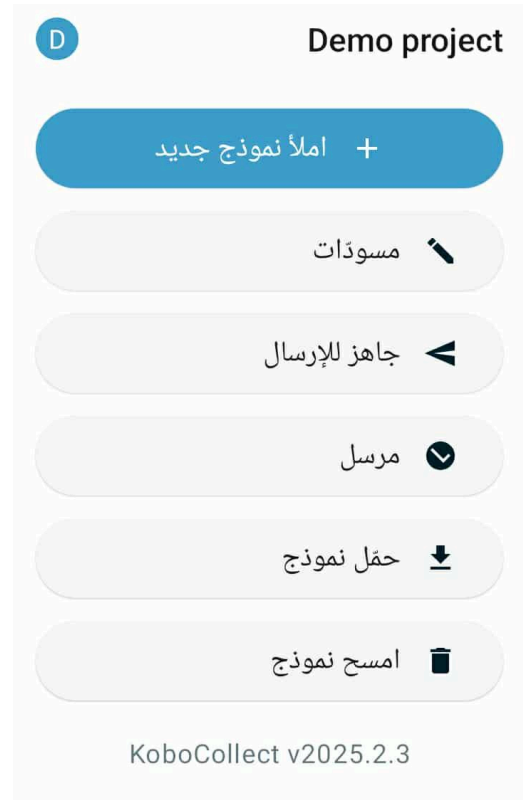 D
Demo project
املأ نموذج جديد
مسودّات
جاهز للإرسال
مرسل
حمّل نموذج
امسح نموذج
KoboCollect v2025.2.3